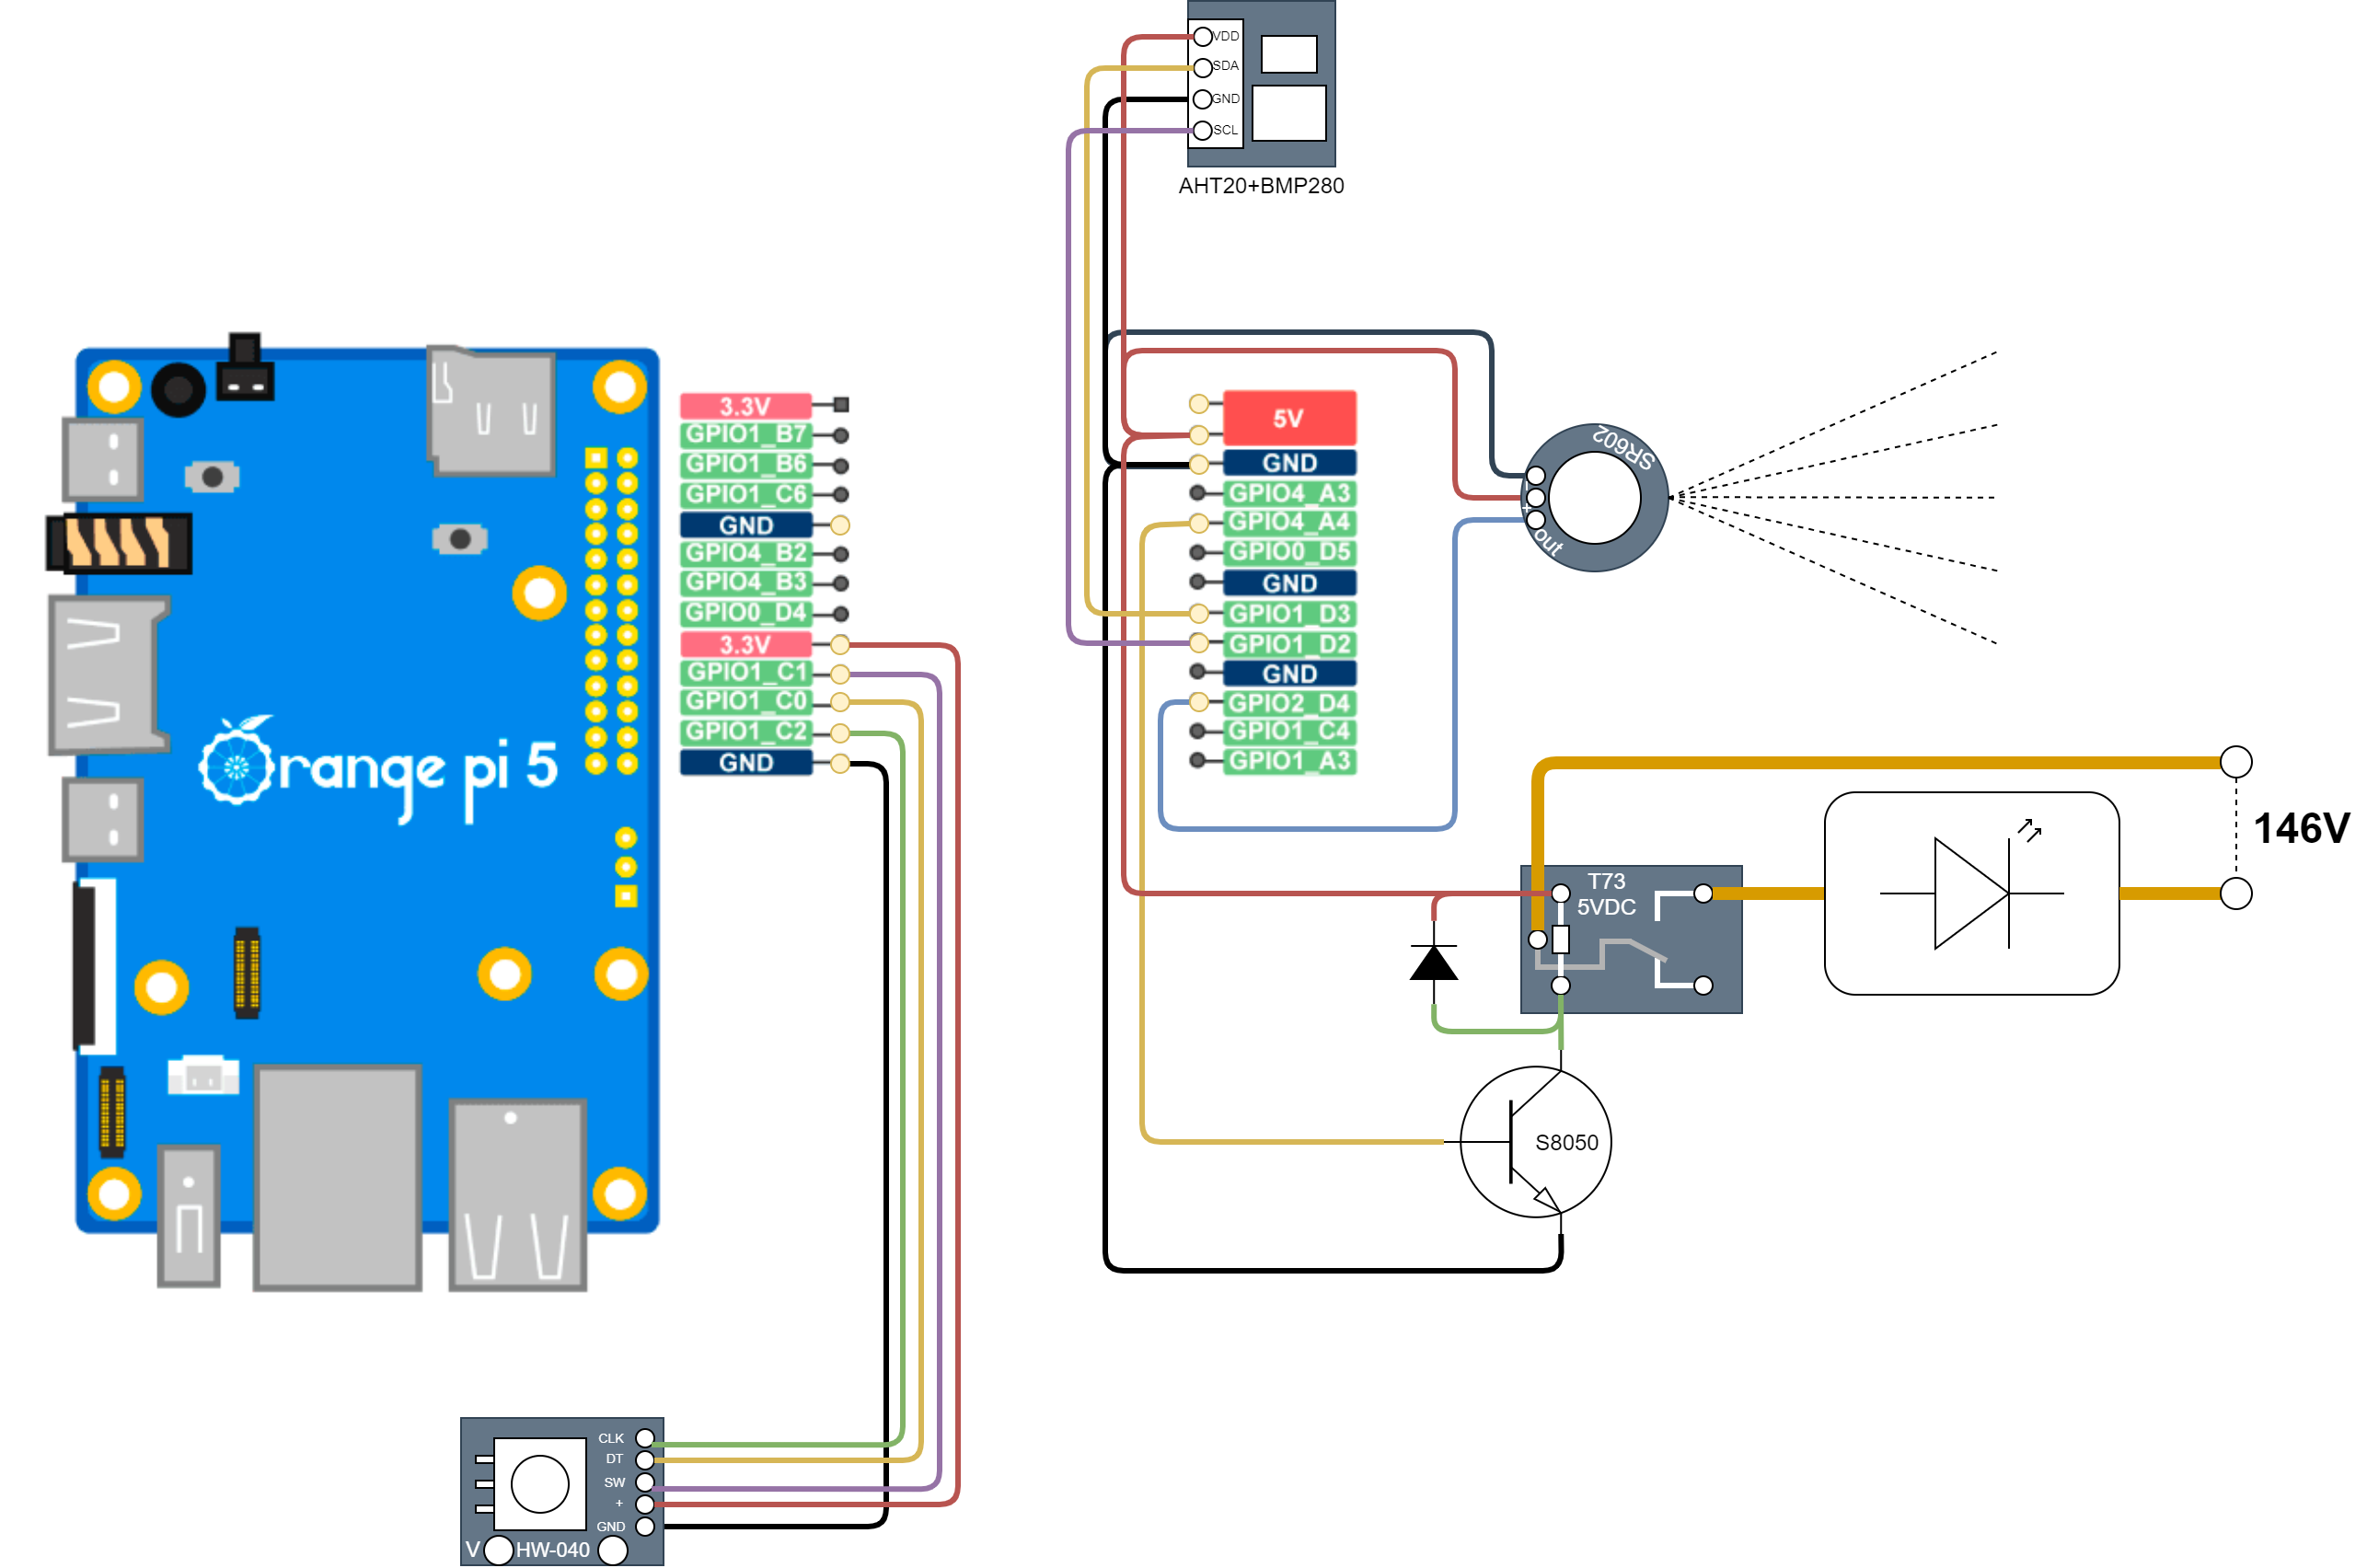 VDD
SDA
GND
SCL
AHT20+BMP280
3.3V
GPIO1_B7
GPIO1_B6
GPIO1_C6
GND
GPIO4_B2
GPIO4_B3
GPIO0_D4
3.3V
GPIO1_C1
GPIO1_C0
GPIO1_C2
GND
5V
GND
GPIO4_A3
GPIO4_A4
GPIO0_D5
GND
GPIO1_D3
GPIO1_D2
GND
GPIO2_D4
GPIO1_C4
GPIO1_A3
SR602
-
+
out
range pi 5
146V
T73
5VDC
S8050
CLK
DT
SW
+
GND
V HW-040